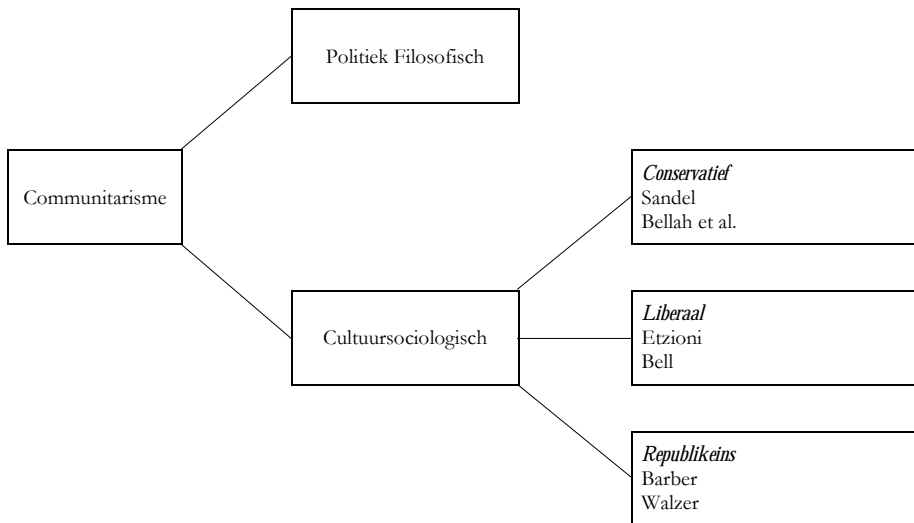 Politiek Filosofisch
Communitarisme
Conservatief
Sandel
Bellah et al.
Cultuursociologisch
Liberaal
Etzioni
Bell
Republikeins
Barber
Walzer